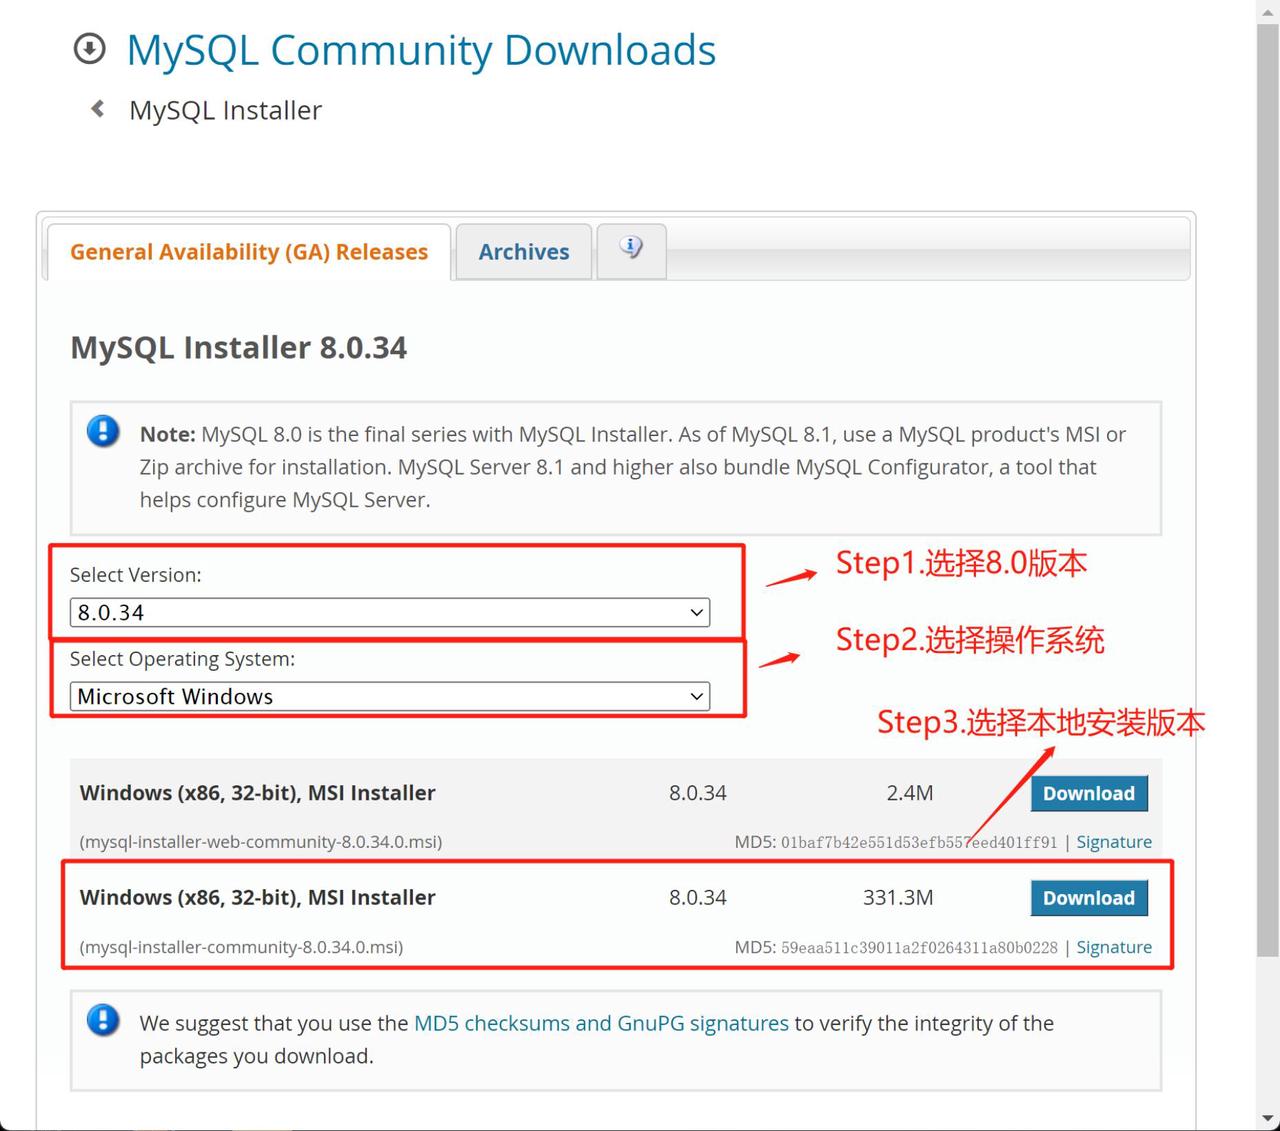 MySQL Community Downloads
MySQL Installer
General Availability (GA) Releases
Archives
MySQL Installer 8.0.34
Note: MySQL 8.0 is the final series with MySQL Installer. As of MySQL 8.1, use a MySQL product's MSI or
Zip archive for installation. MySQL Server 8.1 and higher also bundle MySQL Configurator, a tool that
helps configure MySQL Server.
Select Version:
Step1.选择8.0版本
8.0.34
Step2.选择操作系统
Select Operating System:
Microsoft Windows
Step3.选择本地安装版本
Windows (x86, 32-bit), MSI Installer 8.0.34 2.4M Download
(mysql-installer-web-community-8.0.34.0.msi) MD5: 01baf7b42e551d53efb557eed401ff91 | Signature
Windows (x86, 32-bit), MSI Installer 8.0.34 331.3M Download
(mysql-installer-community-8.0.34.0.msi) MD5: 59eaa511c39011a2f0264311a80b0228 | Signature
We suggest that you use the MD5 checksums and GnuPG signatures to verify the integrity of the
packages you download.